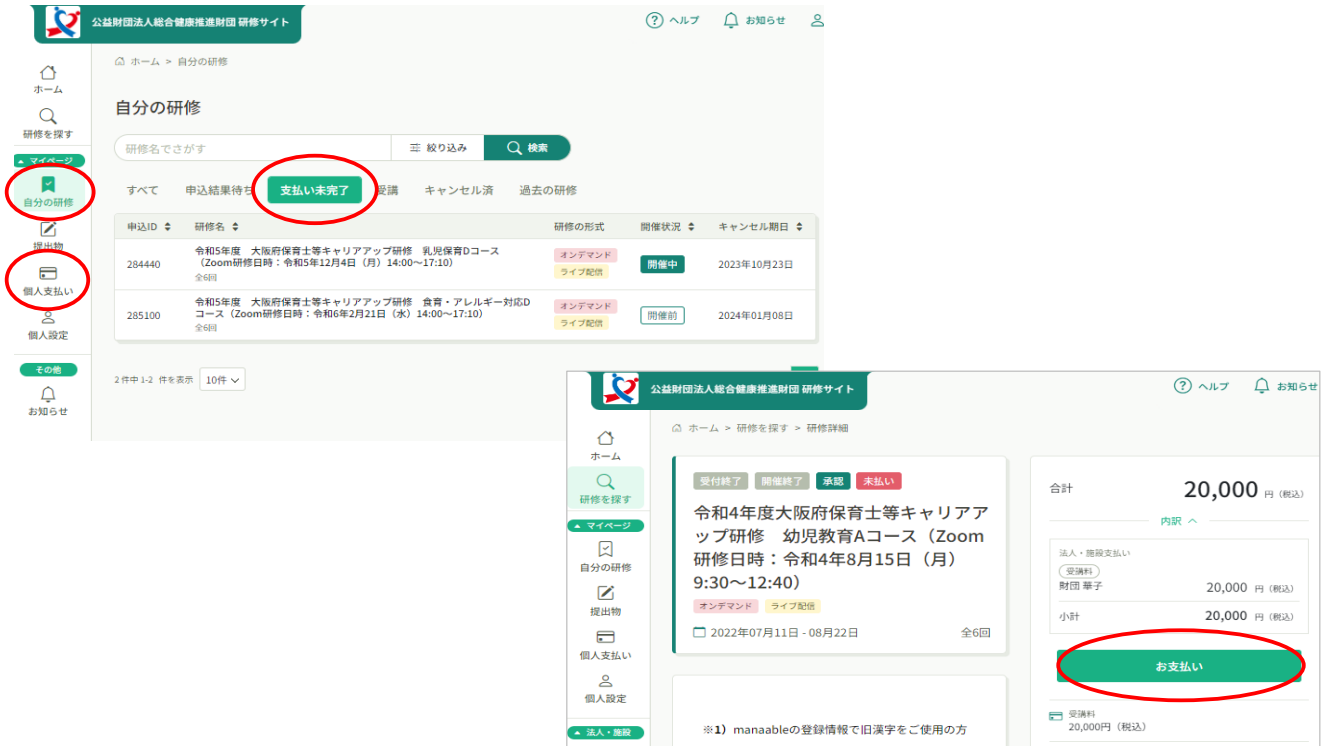 公益財団法人総合健康推進財団 研修サイト
ヘルプ
お知らせ
ホーム
研修を探す
マイページ
自分の研修
提出物
個人支払い
個人設定
その他
お知らせ
ホーム > 自分の研修
自分の研修
研修名でさがす
絞り込み
検索
すべて
申込結果待ち
支払い未完了
受講
キャンセル済
過去の研修
申込ID 研修名 研修の形式 開催状況 キャンセル期日
284440
令和5年度 大阪府保育士等キャリアアップ研修 乳児保育Dコース
(Zoom研修日時:令和5年12月4日(月)14:00~17:10)
全6回
オンデマンド
ライブ配信
開催中
2023年10月23日
285100
令和5年度 大阪府保育士等キャリアアップ研修 食育・アレルギー対応D
コース(Zoom研修日時:令和6年2月21日(水)14:00~17:10)
全6回
オンデマンド
ライブ配信
開催前
2024年01月08日
2 件中 1-2 件を表示
10件
公益財団法人総合健康推進財団 研修サイト
ヘルプ
お知らせ
ホーム
研修を探す
マイページ
自分の研修
提出物
個人支払い
個人設定
法人・施設
ホーム > 研修を探す > 研修詳細
受付終了 開催終了 承認 未払い
令和4年度大阪府保育士等キャリアア
ップ研修 幼児教育Aコース(Zoom
研修日時:令和4年8月15日(月)
9:30~12:40)
オンデマンド ライブ配信
2022年07月11日 - 08月22日
全6回
※1)manaableの登録情報で旧漢字をご使用の方
合計 20,000 円(税込)
内訳
法人・施設支払い
受講料
財団 華子 20,000 円(税込)
小計 20,000 円(税込)
お支払い
受講料
20,000円(税込)